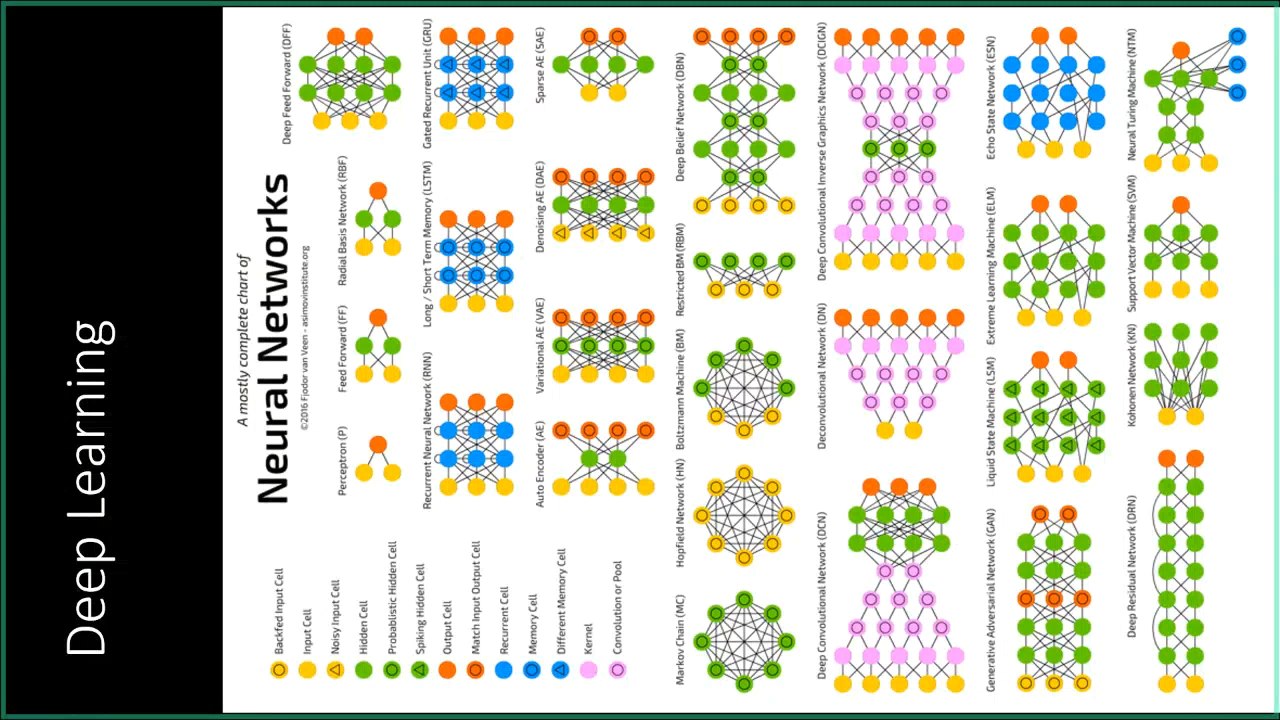 Deep Learning
A mostly complete chart of
Neural Networks
©2016 Fjodor van Veen - asimovinstitute.org
Backfed Input Cell
Input Cell
Noisy Input Cell
Hidden Cell
Probablistic Hidden Cell
Spiking Hidden Cell
Output Cell
Match Input Output Cell
Recurrent Cell
Memory Cell
Different Memory Cell
Kernel
Convolution or Pool
Perceptron (P)
Feed Forward (FF)
Radial Basis Network (RBF)
Deep Feed Forward (DFF)
Recurrent Neural Network (RNN)
Long / Short Term Memory (LSTM)
Gated Recurrent Unit (GRU)
Auto Encoder (AE)
Variational AE (VAE)
Denoising AE (DAE)
Sparse AE (SAE)
Markov Chain (MC)
Hopfield Network (HN)
Boltzmann Machine (BM)
Restricted BM (RBM)
Deep Belief Network (DBN)
Deep Convolutional Network (DCN)
Deconvolutional Network (DN)
Deep Convolutional Inverse Graphics Network (DCIGN)
Generative Adversarial Network (GAN)
Liquid State Machine (LSM)
Extreme Learning Machine (ELM)
Echo State Network (ESN)
Deep Residual Network (DRN)
Kohonen Network (KN)
Support Vector Machine (SVM)
Neural Turing Machine (NTM)